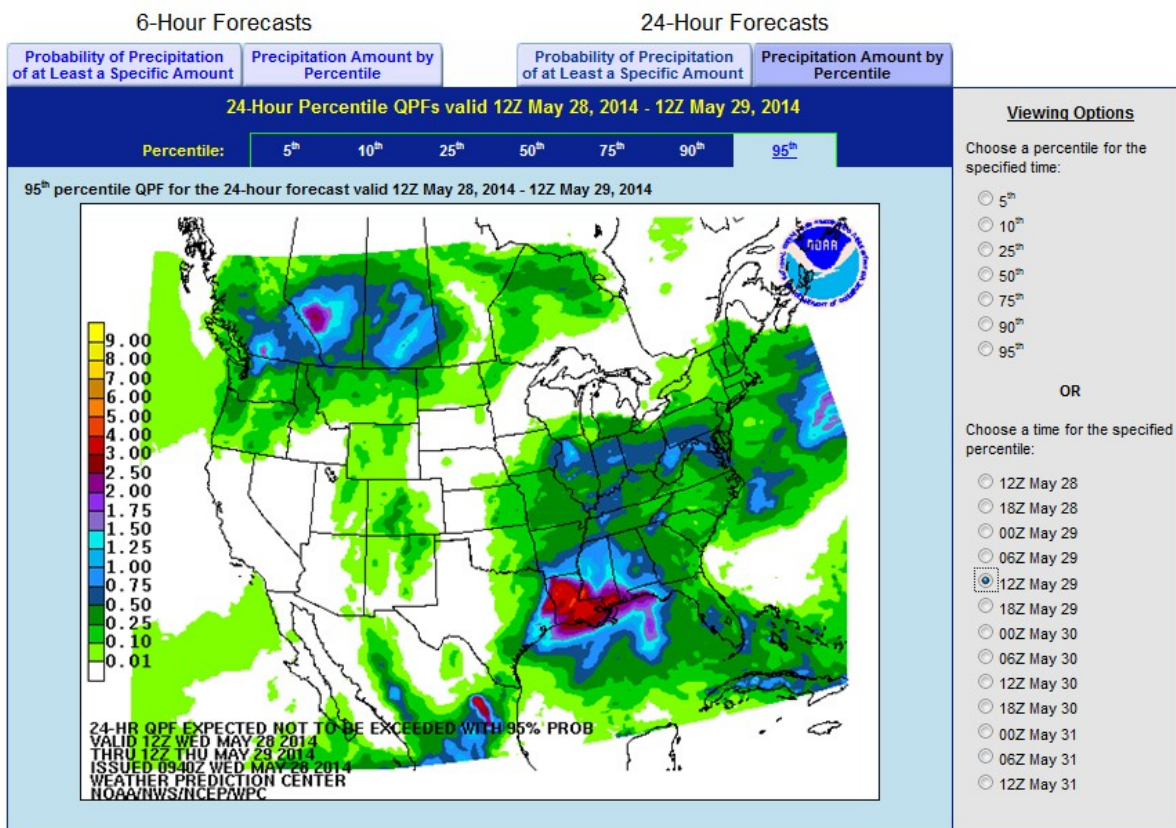 6-Hour Forecasts
24-Hour Forecasts
Probability of Precipitation
of at Least a Specific Amount
Precipitation Amount by
Percentile
Probability of Precipitation
of at Least a Specific Amount
Precipitation Amount by
Percentile
24-Hour Percentile QPFs valid 12Z May 28, 2014 - 12Z May 29, 2014
Percentile: 5th 10th 25th 50th 75th 90th 95th
95th percentile QPF for the 24-hour forecast valid 12Z May 28, 2014 - 12Z May 29, 2014
NOAA
9.00
8.00
7.00
6.00
5.00
4.00
3.00
2.50
2.00
1.75
1.50
1.25
1.00
0.75
0.50
0.25
0.10
0.01
24-HR QPF EXPECTED NOT TO BE EXCEEDED WITH 95% PROB
VALID 12Z WED MAY 28 2014
THRU 12Z THU MAY 29 2014
ISSUED 0940Z WED MAY 28 2014
WEATHER PREDICTION CENTER
NOAA/NWS/NCEP/WPC
Viewing Options
Choose a percentile for the
specified time:
5th
10th
25th
50th
75th
90th
95th
OR
Choose a time for the specified
percentile:
12Z May 28
18Z May 28
00Z May 29
06Z May 29
12Z May 29
18Z May 29
00Z May 30
06Z May 30
12Z May 30
18Z May 30
00Z May 31
06Z May 31
12Z May 31